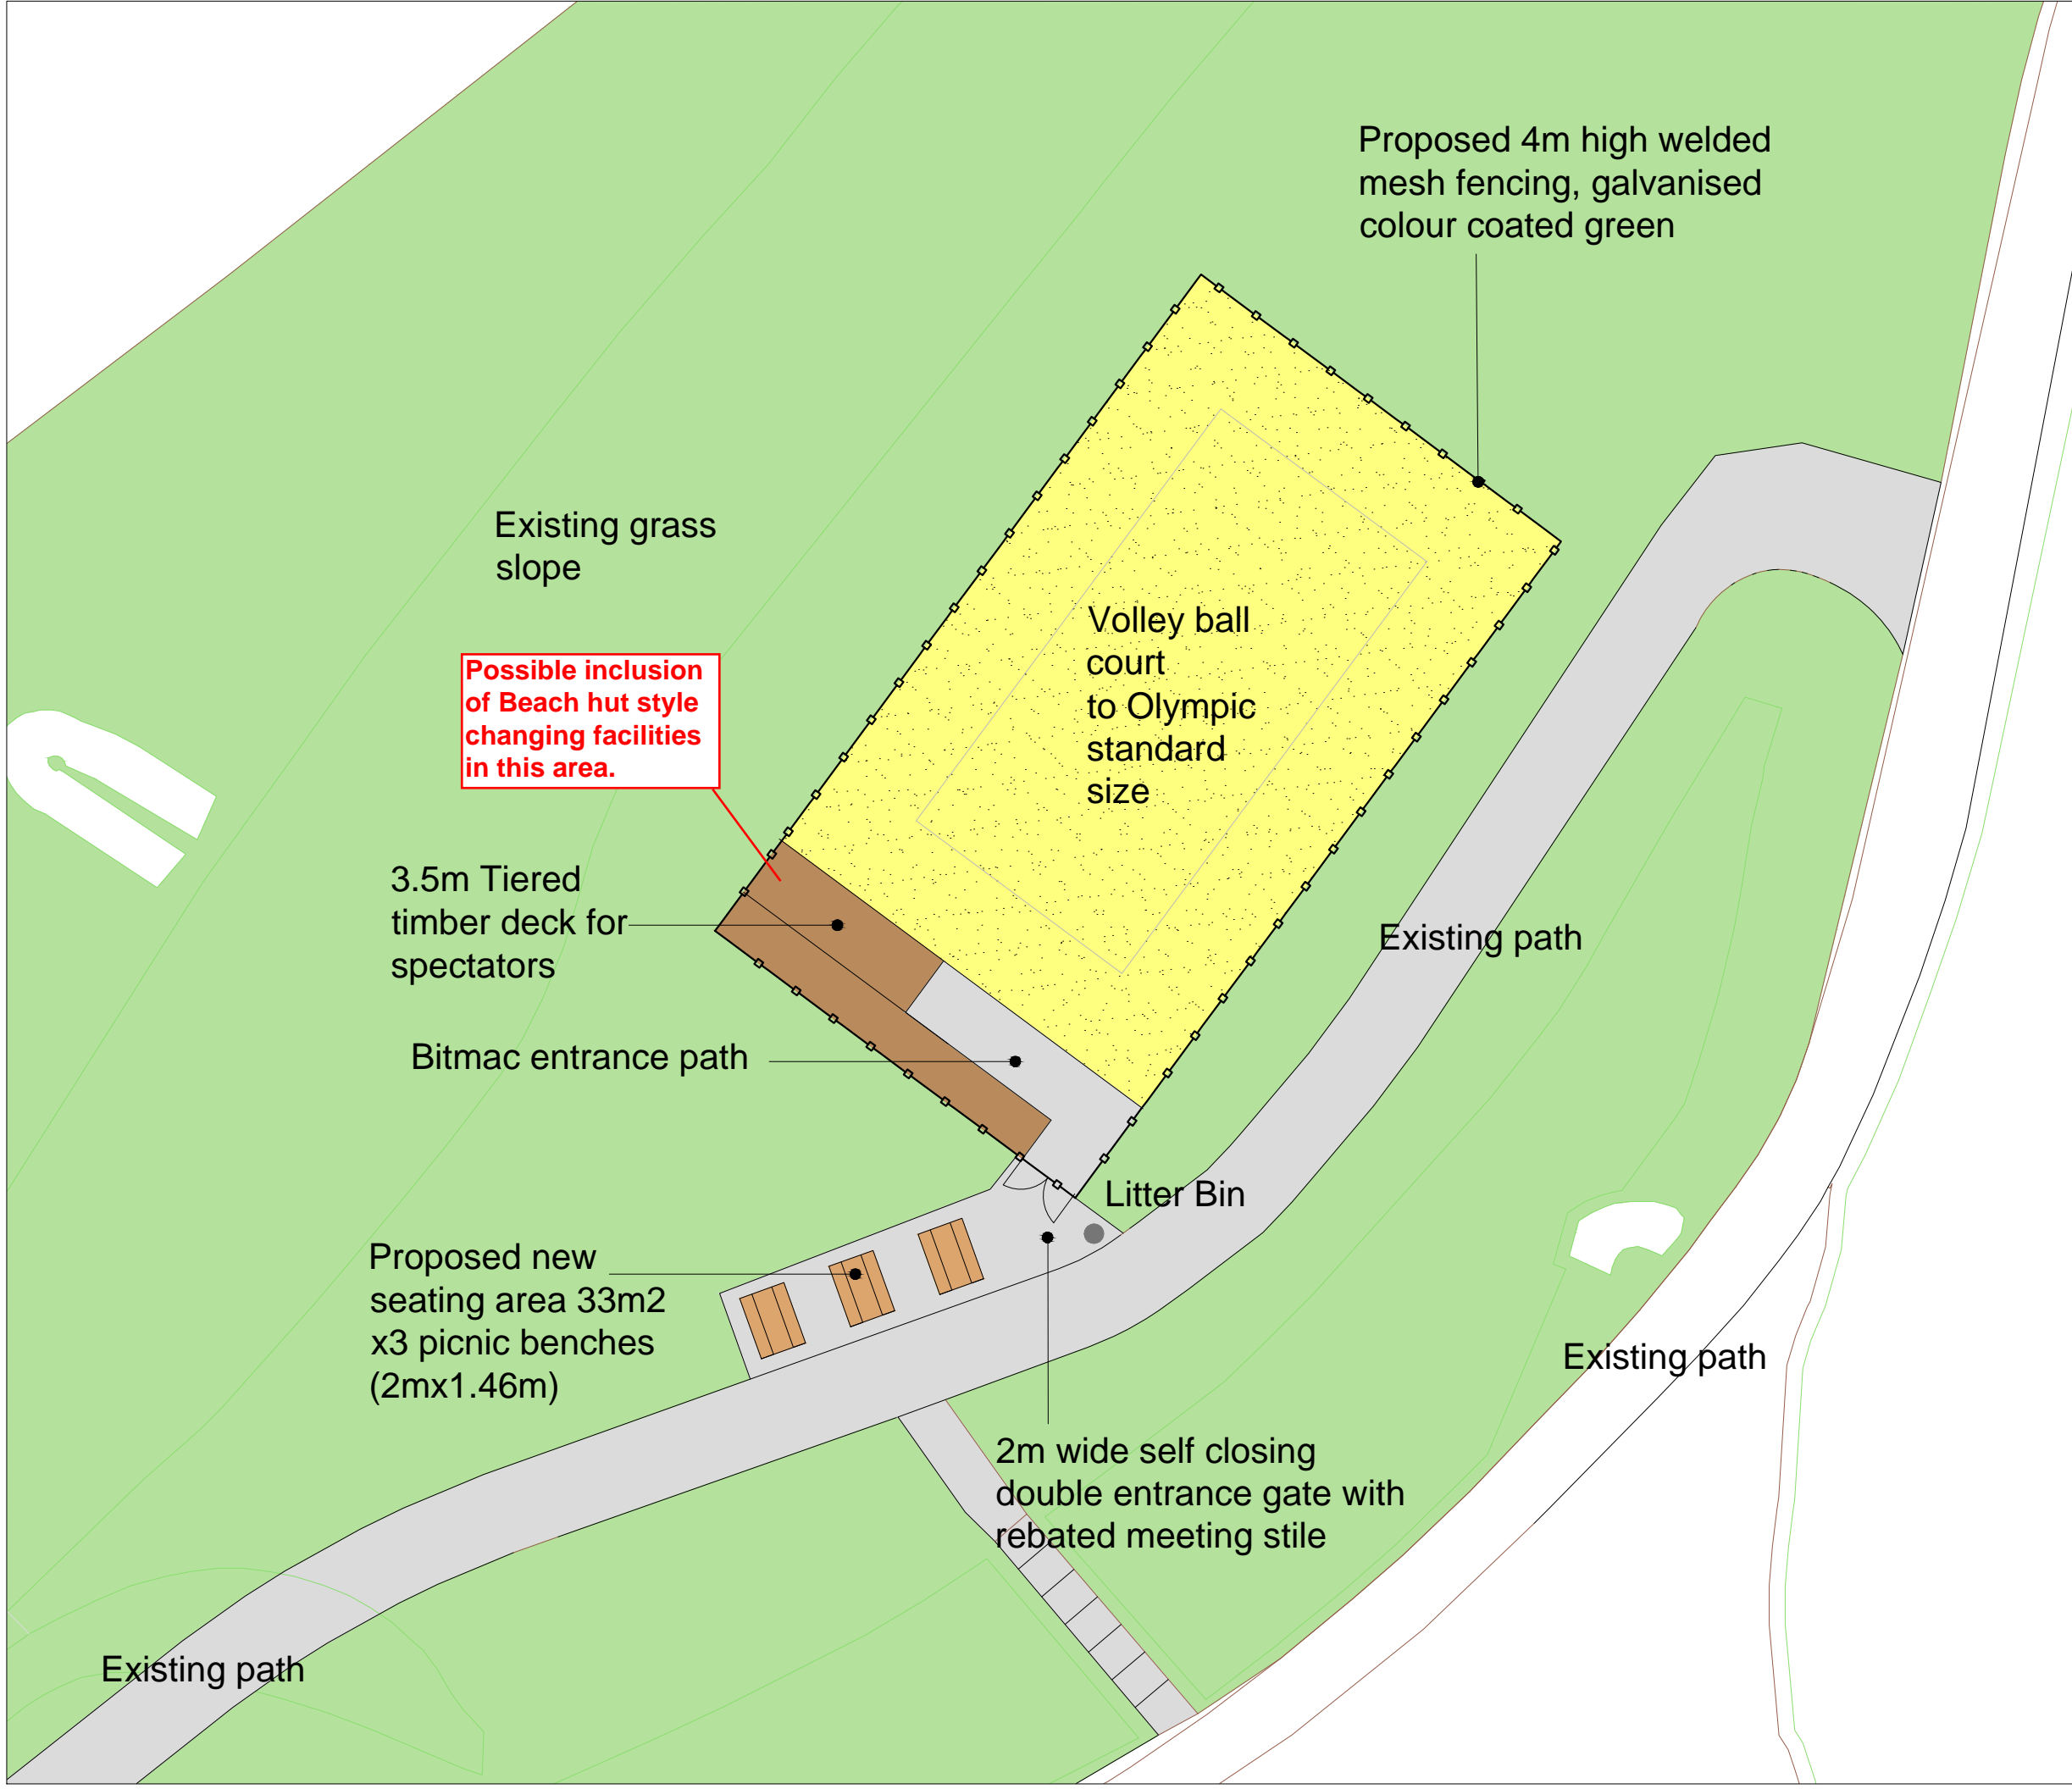 Proposed 4m high welded
mesh fencing, galvanised
colour coated green
Existing grass
slope
Possible inclusion
of Beach hut style
changing facilities
in this area.
Volley ball
court
to Olympic
standard
size
3.5m Tiered
timber deck for
spectators
Existing path
Bitmac entrance path
Litter Bin
Proposed new
seating area 33m2
x3 picnic benches
(2mx1.46m)
Existing path
2m wide self closing
double entrance gate with
rebated meeting stile
Existing path